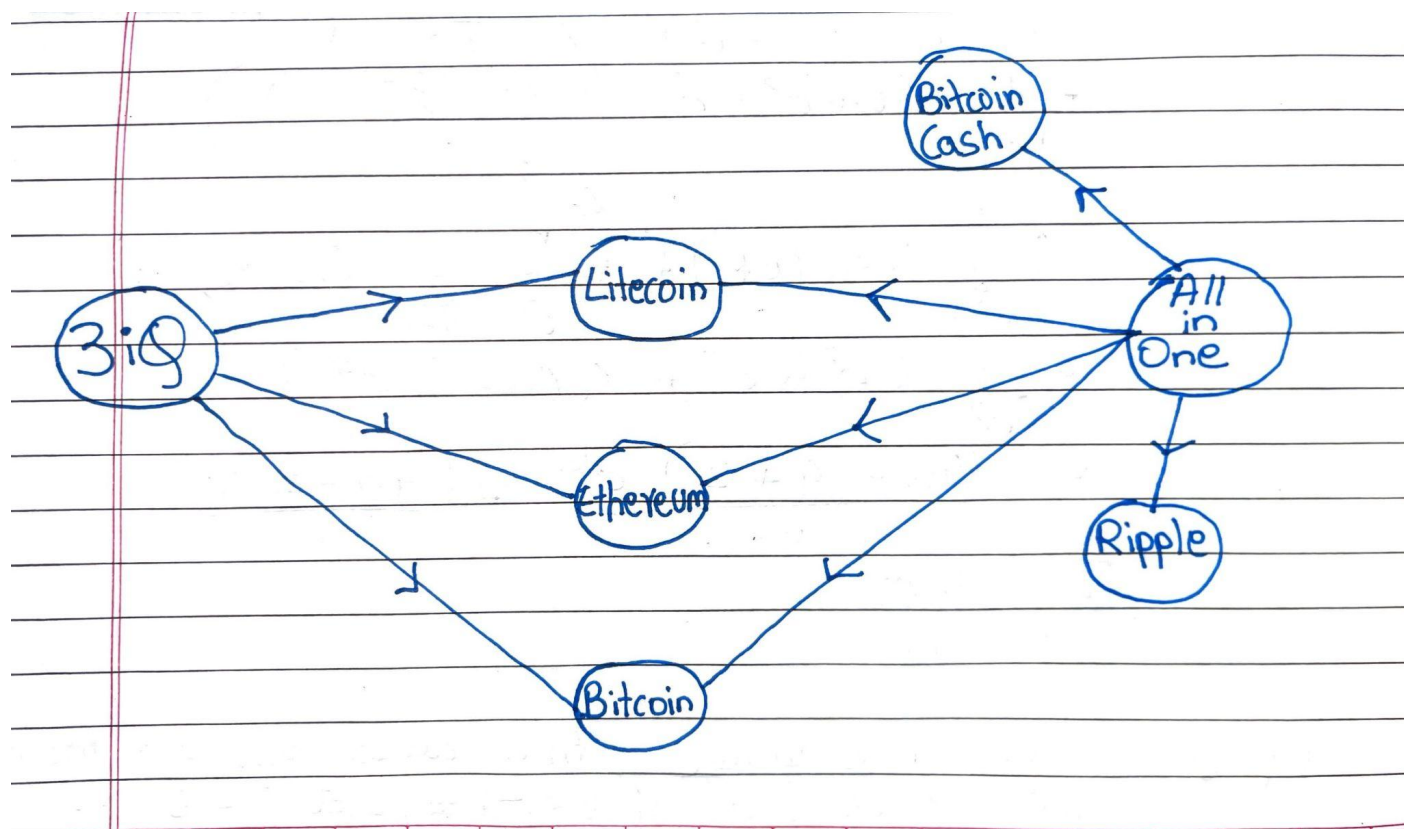 Bitcoin
Cash
Litecoin
3iQ
All
in
One
Ethereum
Ripple
Bitcoin